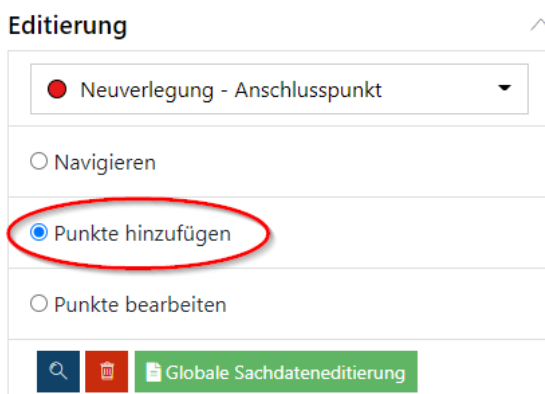 Editierung
Neuverlegung - Anschlusspunkt
Navigieren
Punkte hinzufügen
Punkte bearbeiten
Globale Sachdateneditierung